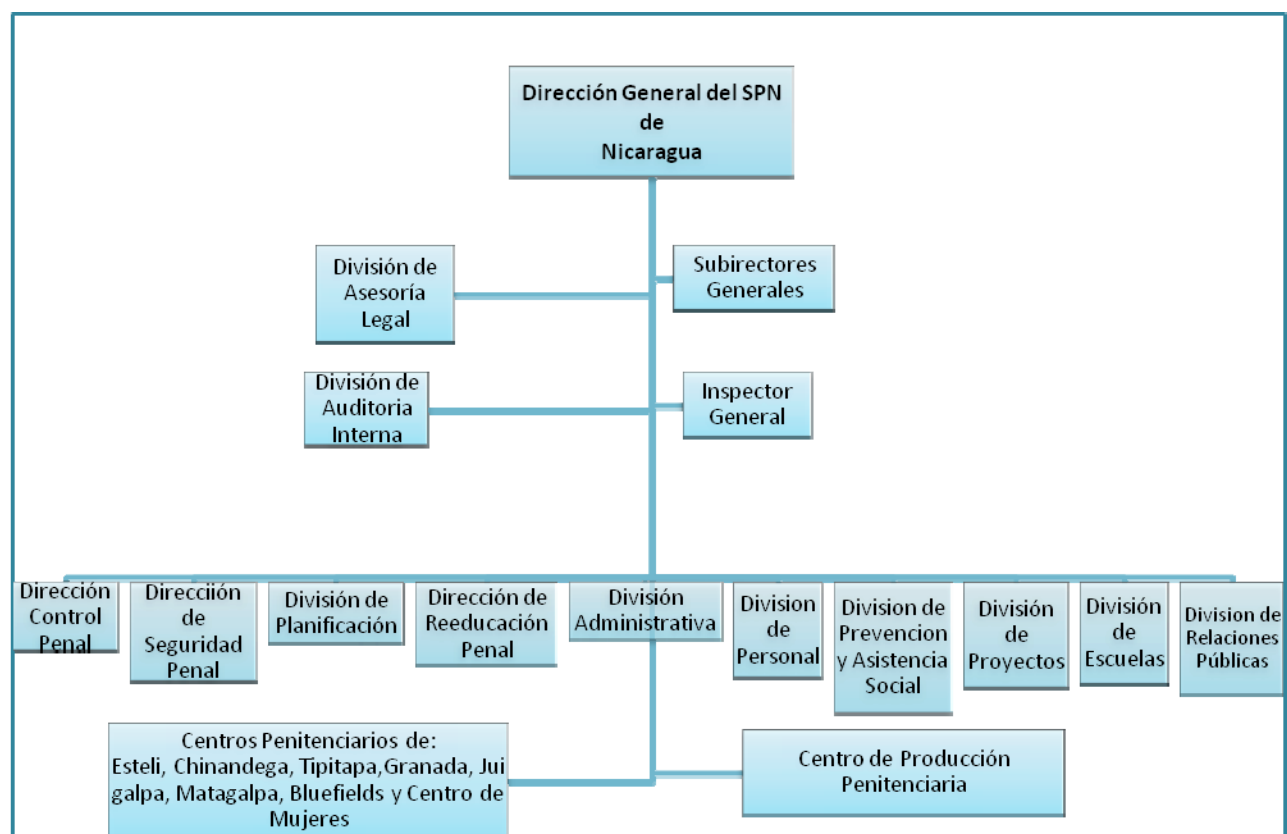 Dirección General del SPN
de
Nicaragua
División de
Asesoría
Legal
Subirectores
Generales
División de
Auditoria
Interna
Inspector
General
Dirección
Control
Penal
Direcciión
de
Seguridad
Penal
División de
Planificación
Dirección de
Reeducación
Penal
División
Administrativa
Division
de
Personal
Division de
Prevencion
y Asistencia
Social
División
de
Proyectos
División
de
Escuelas
Division de
Relaciones
Públicas
Centros Penitenciarios de:
Esteli, Chinandega, Tipitapa,Granada, Jui
galpa, Matagalpa, Bluefields y Centro de
Mujeres
Centro de Producción
Penitenciaria